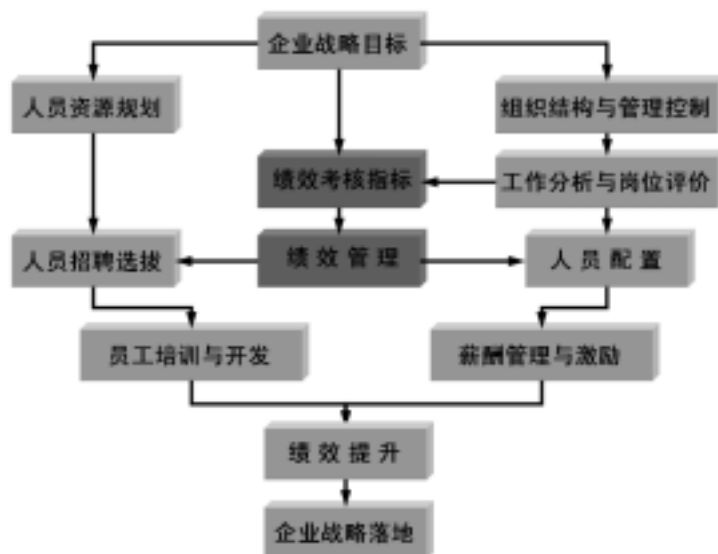 企业战略目标
人员资源规划
组织结构与管理控制
绩效考核指标
工作分析与岗位评价
人员招聘选拔
绩效管理
人员配置
员工培训与开发
薪酬管理与激励
绩效提升
企业战略落地